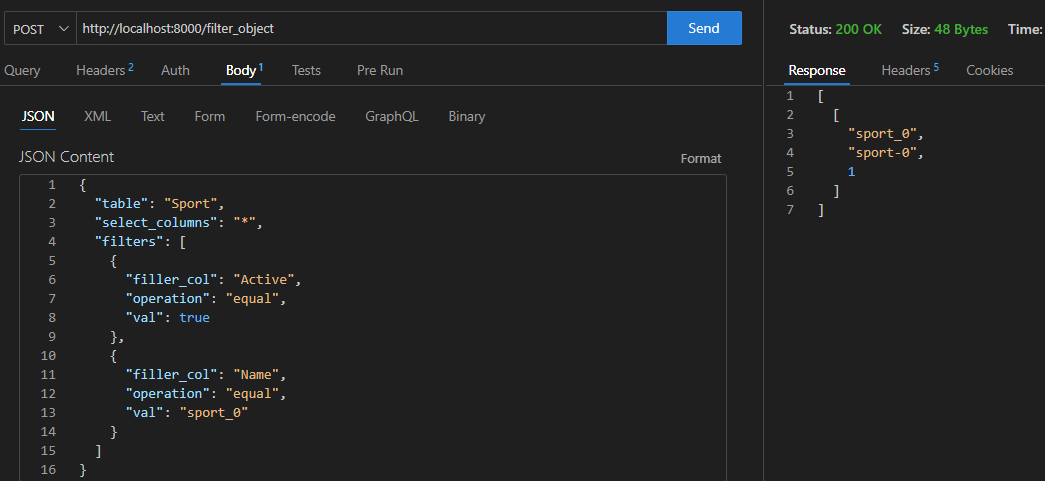 POST http://localhost:8000/filter_object Send
Query Headers 2 Auth Body 1 Tests Pre Run
JSON XML Text Form Form-encode GraphQL Binary
JSON Content Format
1 {
2 "table": "Sport",
3 "select_columns": "*",
4 "filters": [
5 {
6 "filler_col": "Active",
7 "operation": "equal",
8 "val": true
9 },
10 {
11 "filler_col": "Name",
12 "operation": "equal",
13 "val": "sport_0"
14 }
15 ]
16 }
Status: 200 OK Size: 48 Bytes Time:
Response Headers 5 Cookies
1 [
2 [
3 "sport_0",
4 "sport-0",
5 1
6 ]
7 ]